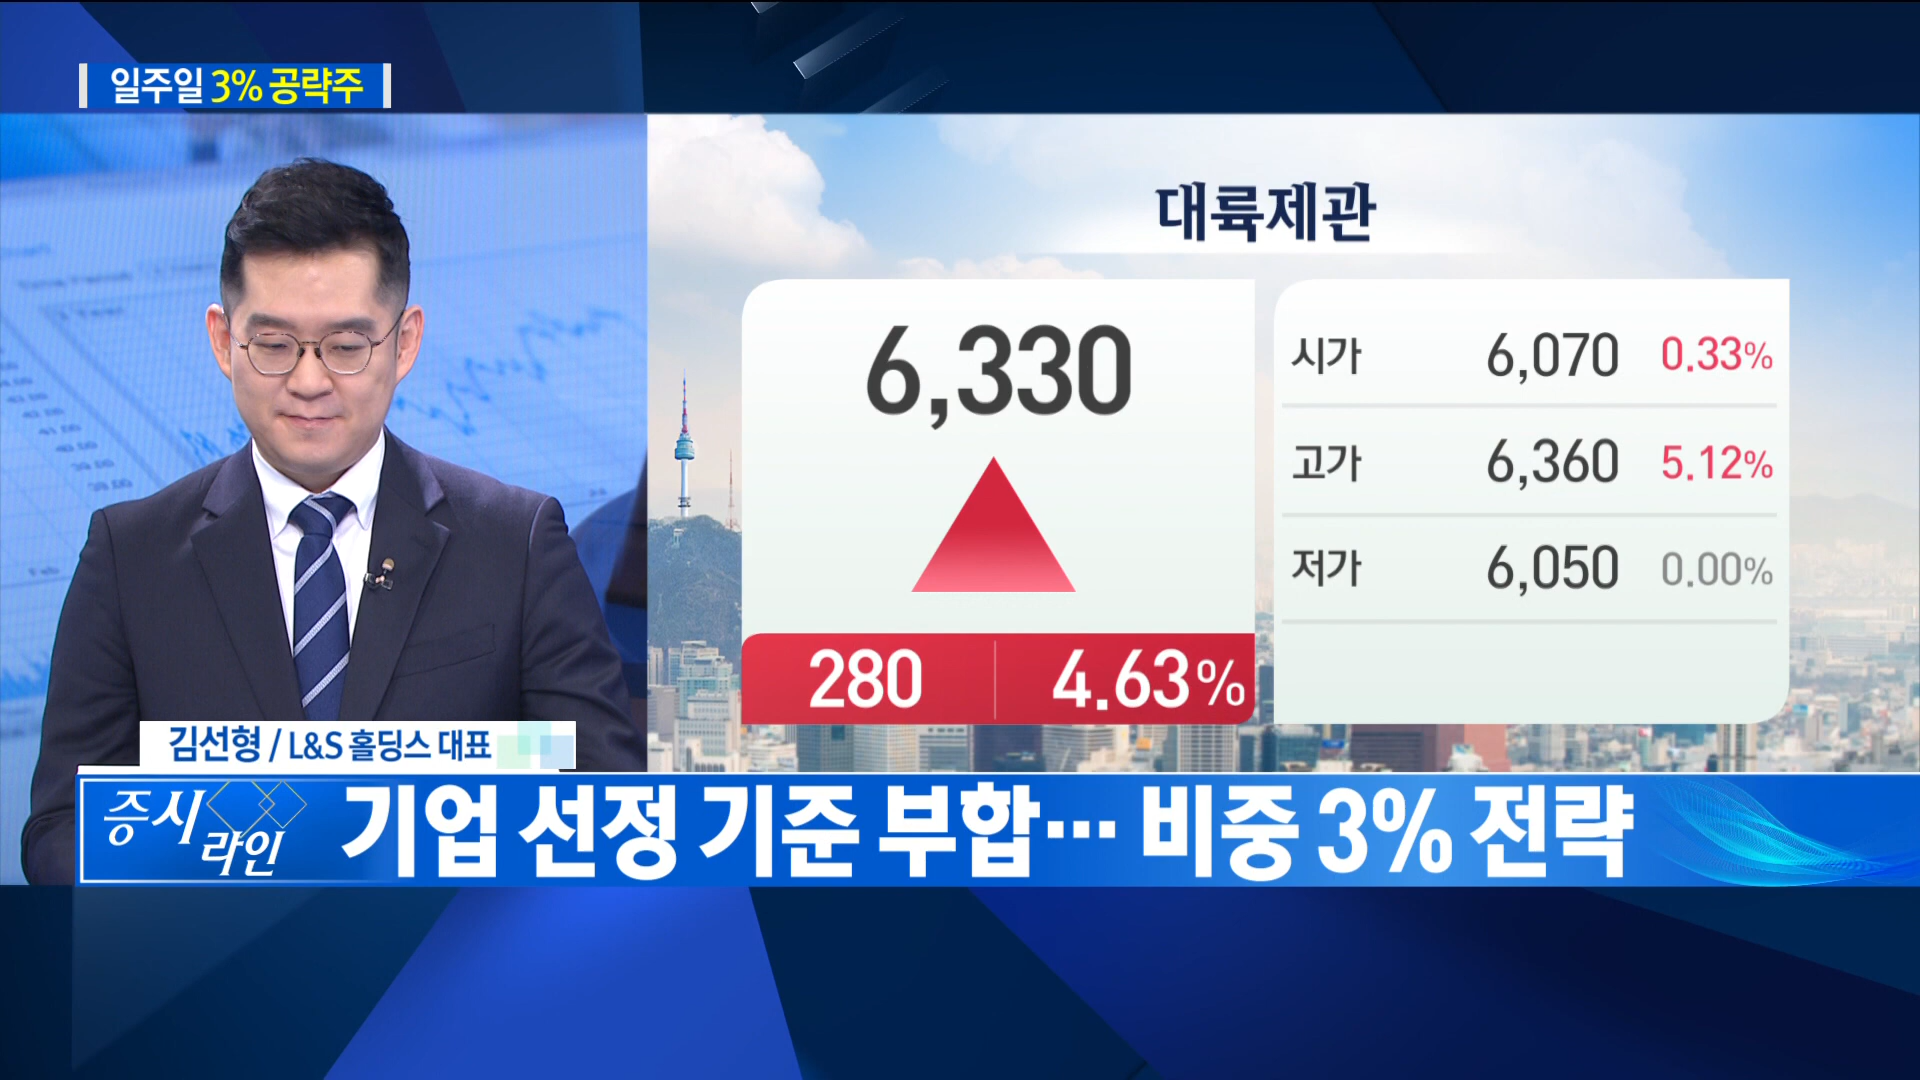 일주일 3% 공략주
대륙제관
6,330
280 4.63%
시가 6,070 0.33%
고가 6,360 5.12%
저가 6,050 0.00%
김선형 / L&S 홀딩스 대표
증시라인
기업 선정 기준 부합… 비중 3% 전략